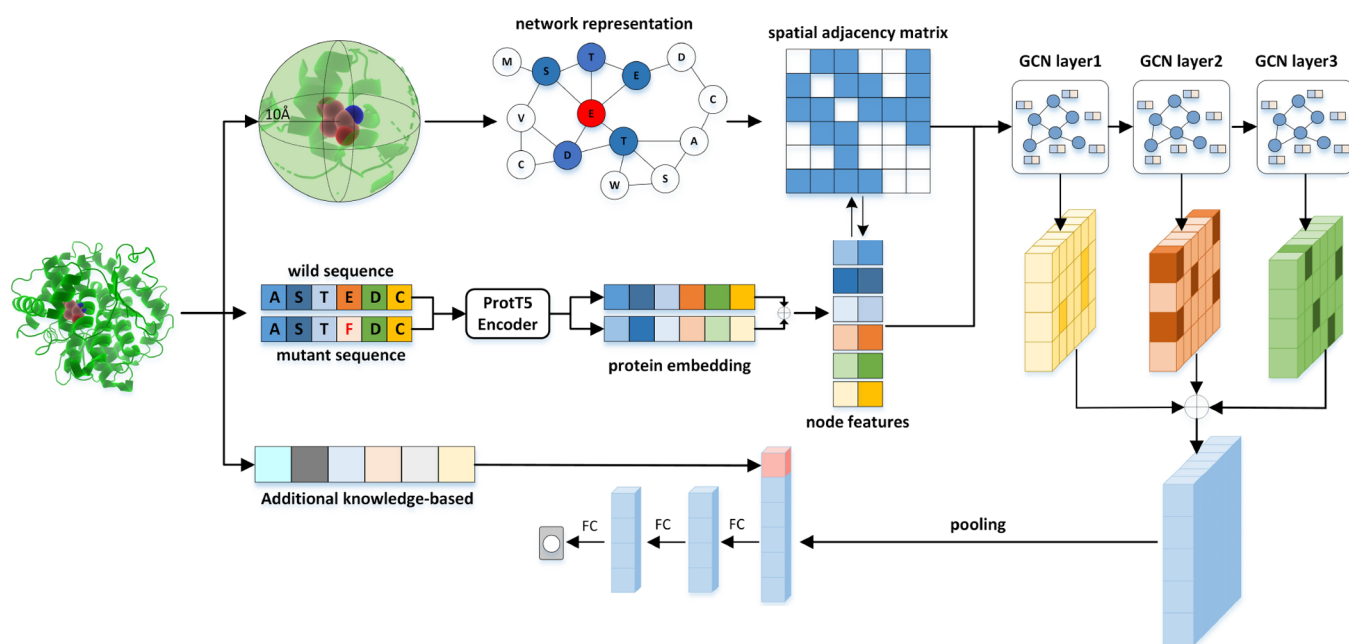 network representation
spatial adjacency matrix
GCN layer1
GCN layer2
GCN layer3
10Å
M
S
T
E
D
V
E
C
C
D
T
A
W
S
wild sequence
A S T E D C
A S T F D C
mutant sequence
ProtT5
Encoder
protein embedding
node features
Additional knowledge-based
FC
FC
FC
pooling